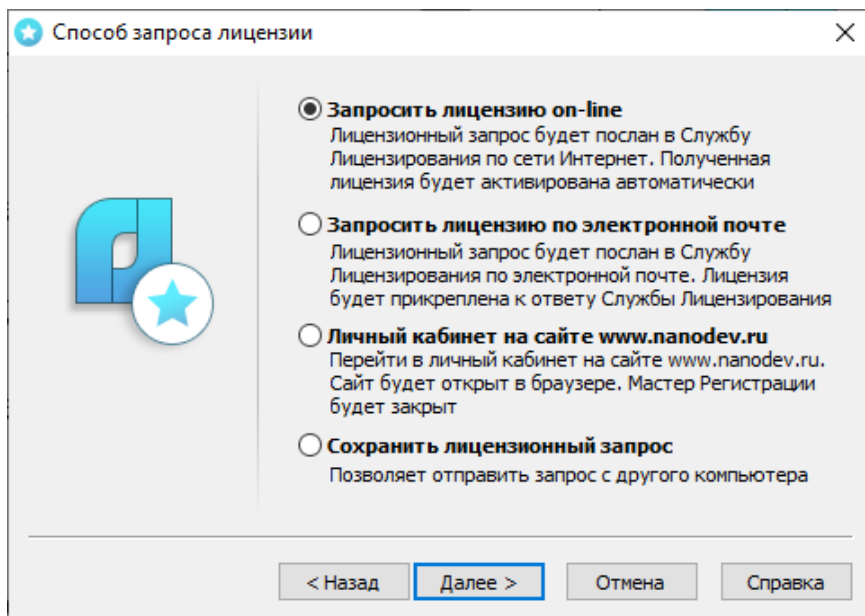 Способ запроса лицензии
Запросить лицензию on-line
Лицензионный запрос будет послан в Службу
Лицензирования по сети Интернет. Полученная
лицензия будет активирована автоматически
Запросить лицензию по электронной почте
Лицензионный запрос будет послан в Службу
Лицензирования по электронной почте. Лицензия
будет прикреплена к ответу Службы Лицензирования
Личный кабинет на сайте www.nanodev.ru
Перейти в личный кабинет на сайте www.nanodev.ru.
Сайт будет открыт в браузере. Мастер Регистрации
будет закрыт
Сохранить лицензионный запрос
Позволяет отправить запрос с другого компьютера
< Назад Далее > Отмена Справка